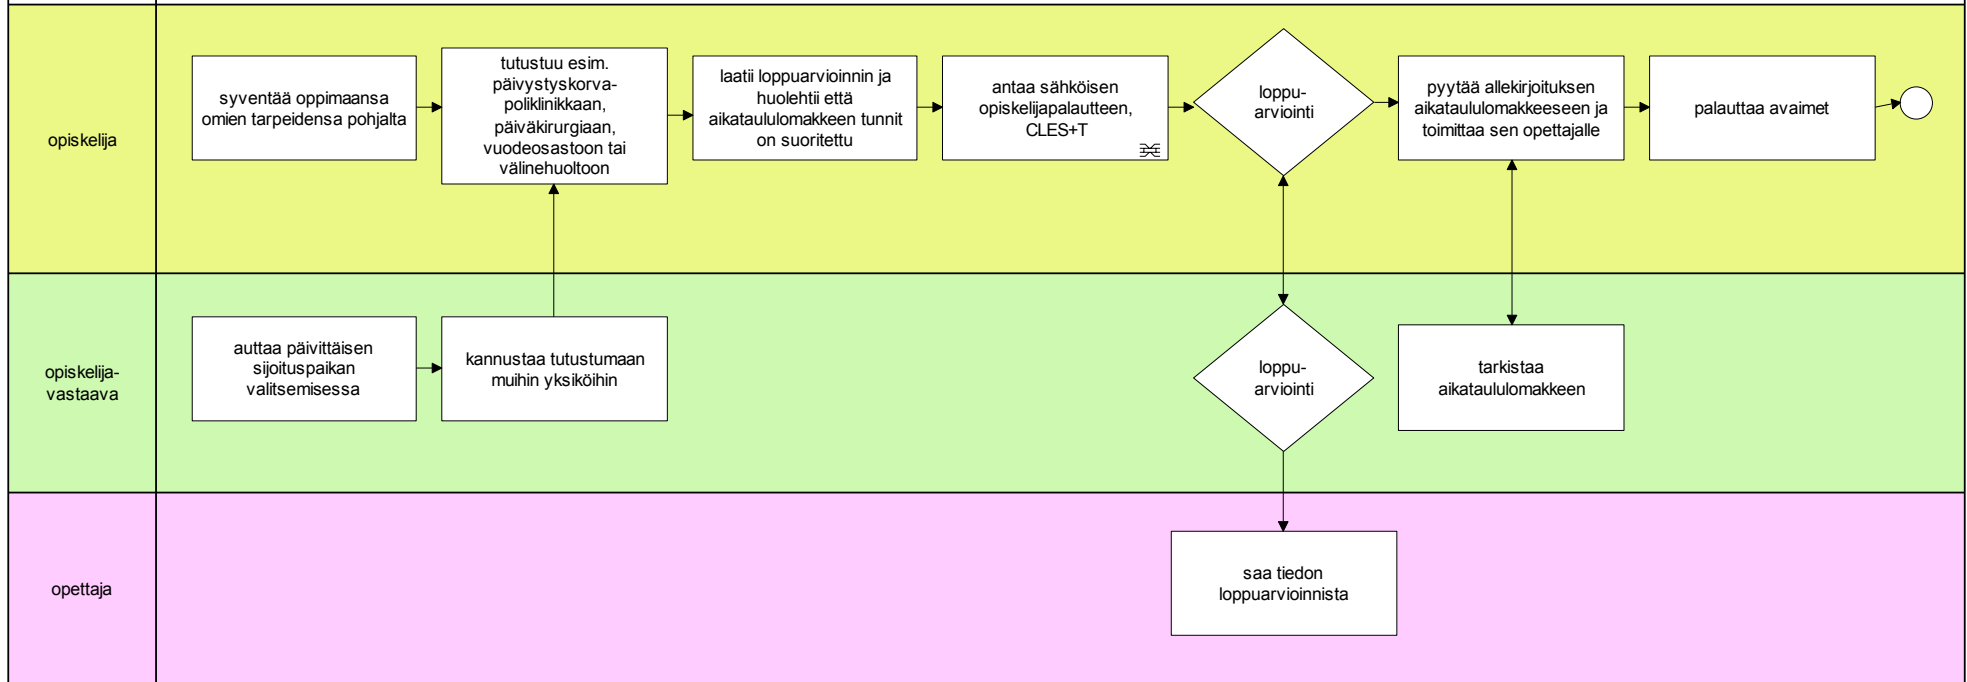 opiskelija
syventää oppimaansa
omien tarpeidensa pohjalta
tutustuu esim.
päivystyskorva-
poliklinikkaan,
päiväkirurgiaan,
vuodeosastoon tai
välinehuoltoon
laatii loppuarvioinnin ja
huolehtii että
aikataululomakkeen tunnit
on suoritettu
antaa sähköisen
opiskelijapalautteen,
CLES+T
loppu-
arviointi
pyytää allekirjoituksen
aikataululomakkeeseen ja
toimittaa sen opettajalle
palauttaa avaimet
opiskelija-
vastaava
auttaa päivittäisen
sijoituspaikan
valitsemisessa
kannustaa tutustumaan
muihin yksiköihin
loppu-
arviointi
tarkistaa
aikataululomakkeen
opettaja
saa tiedon
loppuarvioinnista